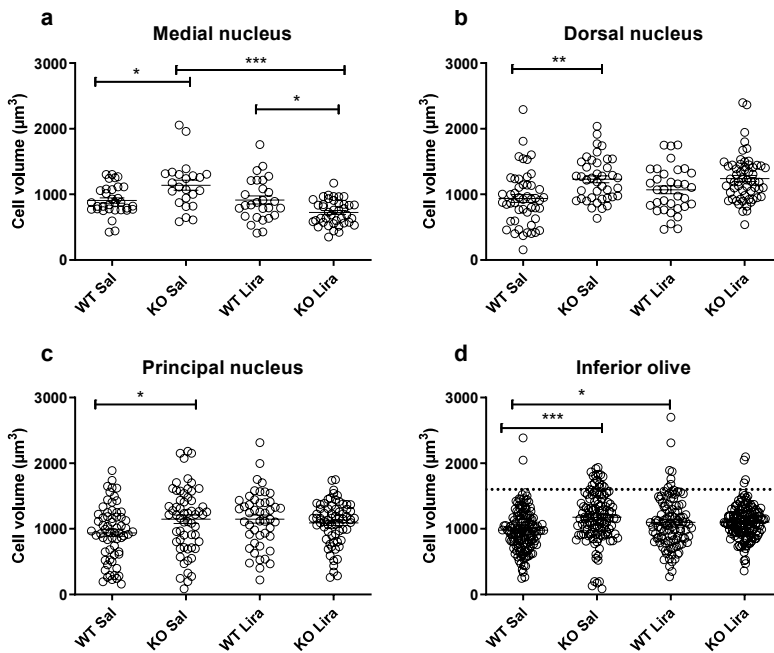 a
Medial nucleus
Cell volume (µm³)
3000
2000
1000
0
*
***
*
WT Sal
KO Sal
WT Lira
KO Lira
b
Dorsal nucleus
Cell volume (µm³)
3000
2000
1000
0
**
WT Sal
KO Sal
WT Lira
KO Lira
c
Principal nucleus
Cell volume (µm³)
3000
2000
1000
0
*
WT Sal
KO Sal
WT Lira
KO Lira
d
Inferior olive
Cell volume (µm³)
3000
2000
1000
0
*
***
WT Sal
KO Sal
WT Lira
KO Lira